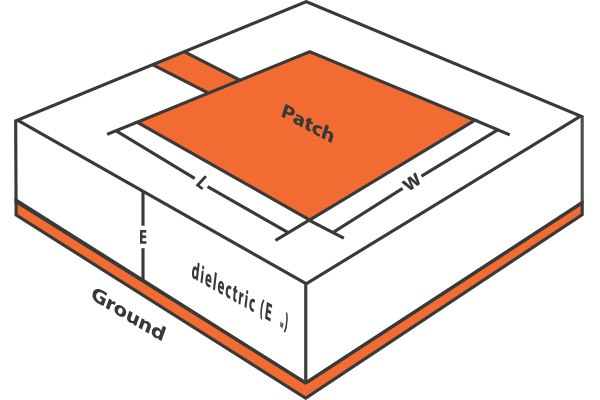 Patch
L
W
E
dielectric (E )
Ground